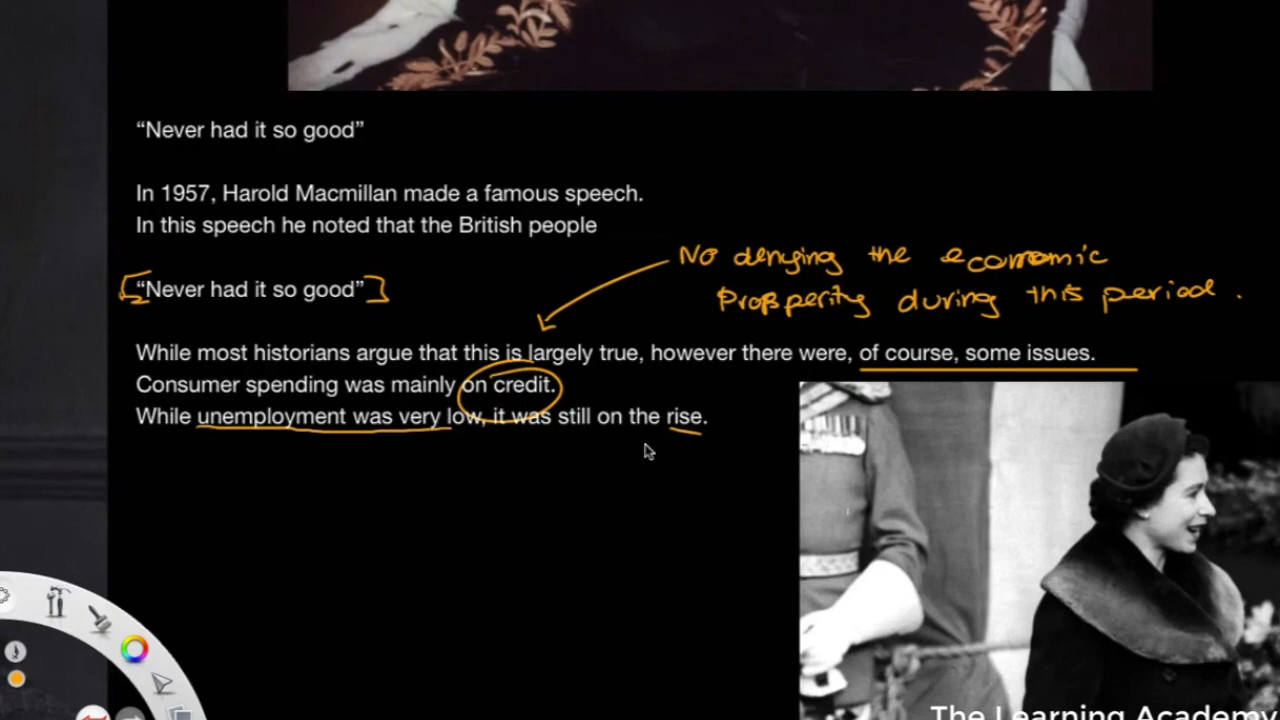 “Never had it so good”
In 1957, Harold Macmillan made a famous speech.
In this speech he noted that the British people
No denying the economic
prosperity during this period.
[“Never had it so good”]
While most historians argue that this is largely true, however there were, of course, some issues.
Consumer spending was mainly on credit.
While unemployment was very low, it was still on the rise.
The Learning Academy